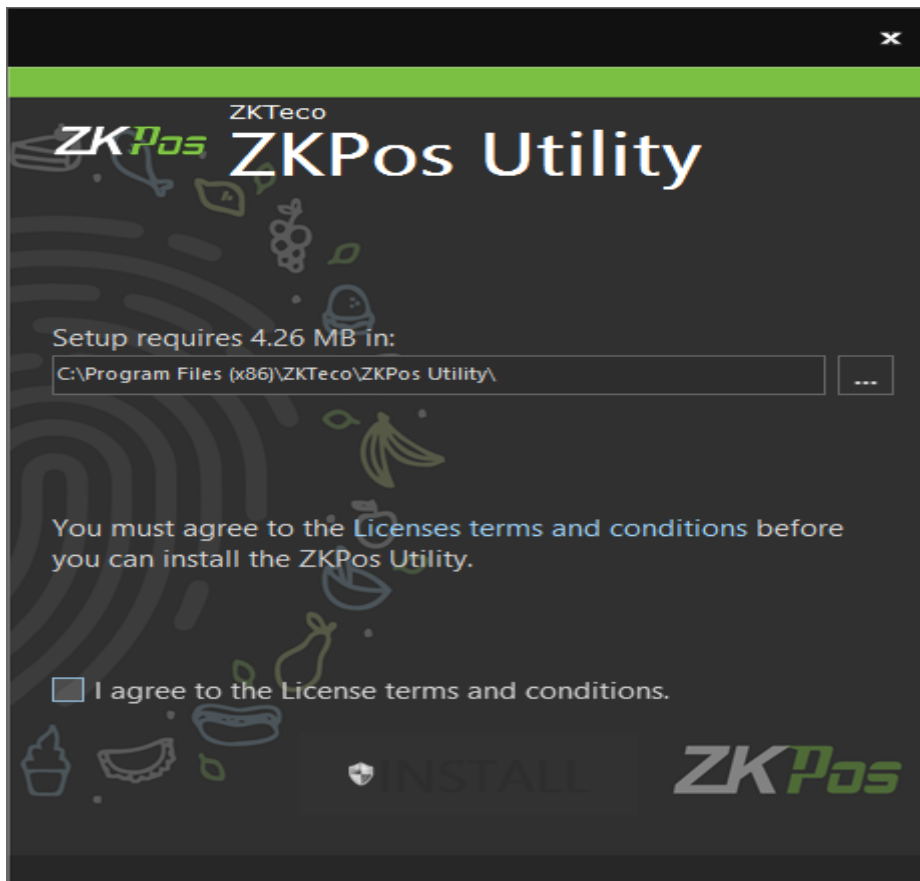 ZKTeco
ZKPos
ZKPos Utility
Setup requires 4.26 MB in:
C:\Program Files (x86)\ZKTeco\ZKPos Utility\
...
You must agree to the Licenses terms and conditions before
you can install the ZKPos Utility.
I agree to the License terms and conditions.
INSTALL
ZKPos